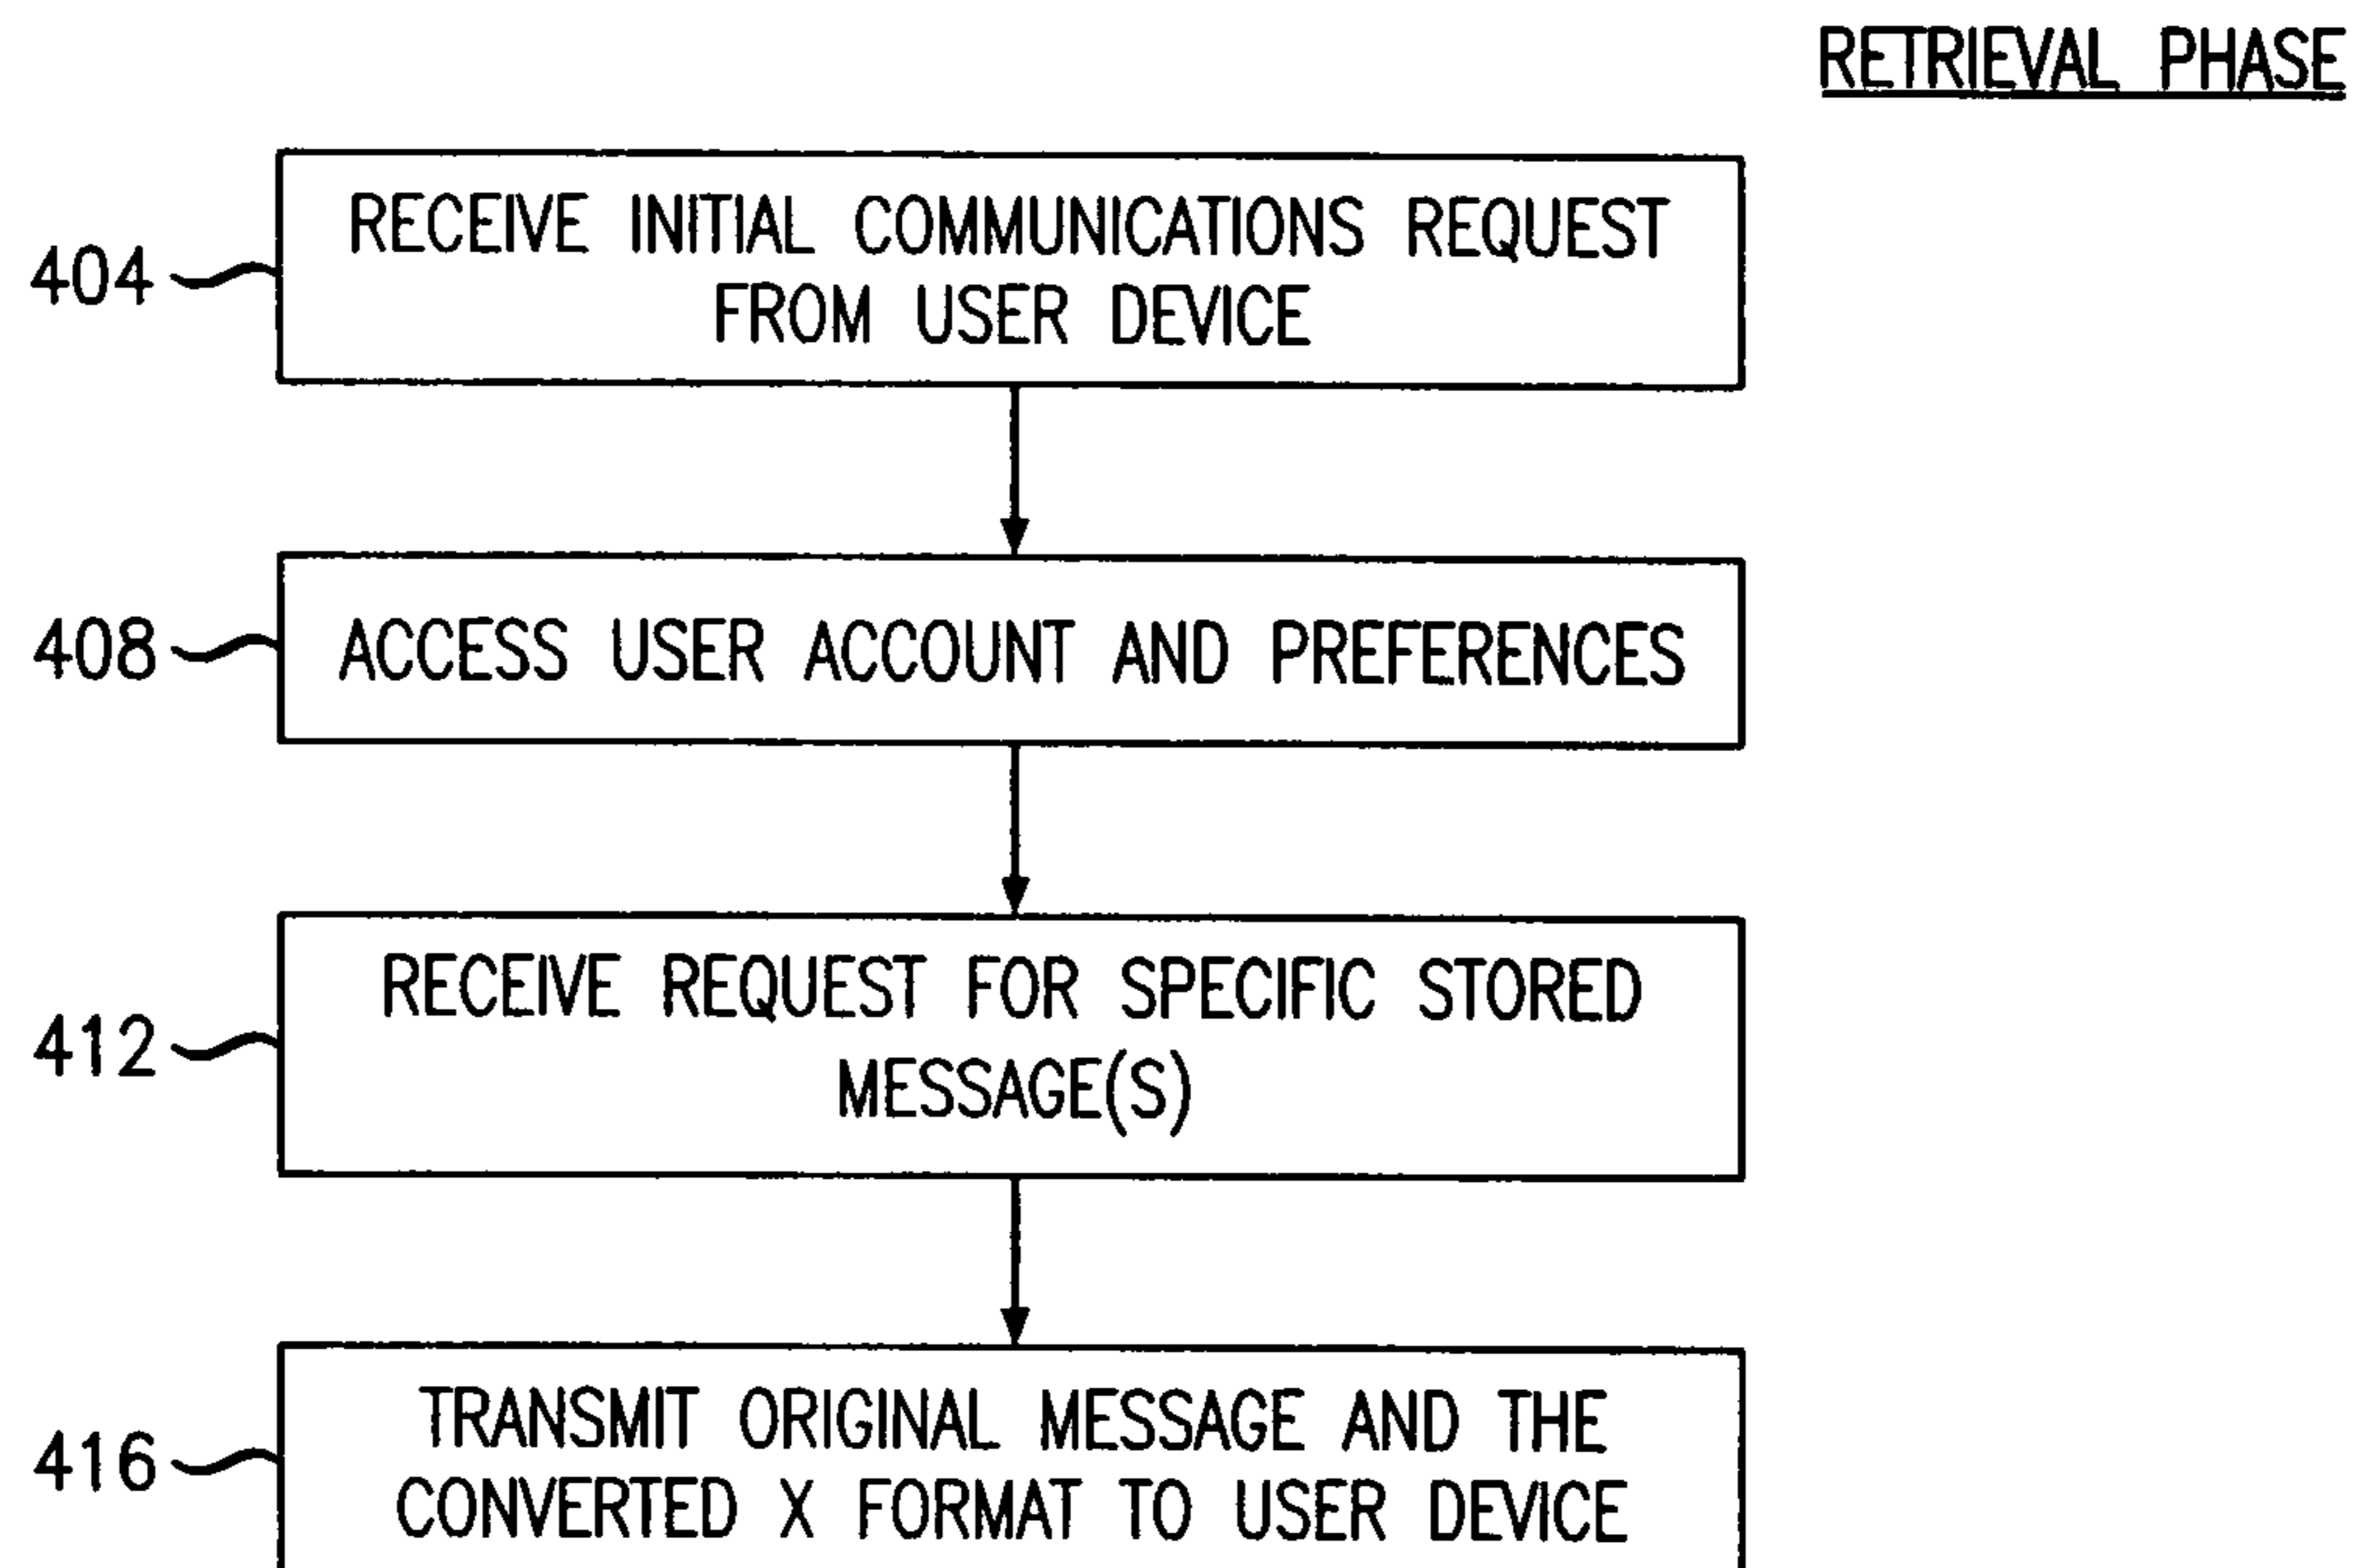 RETRIEVAL PHASE
RECEIVE INITIAL COMMUNICATIONS REQUEST
404
FROM USER DEVICE
408
ACCESS USER ACCOUNT AND PREFERENCES
RECEIVE REQUEST FOR SPECIFIC STORED
412
MESSAGE(S)
TRANSMIT ORIGINAL MESSAGE AND THE
416
CONVERTED X FORMAT TO USER DEVICE